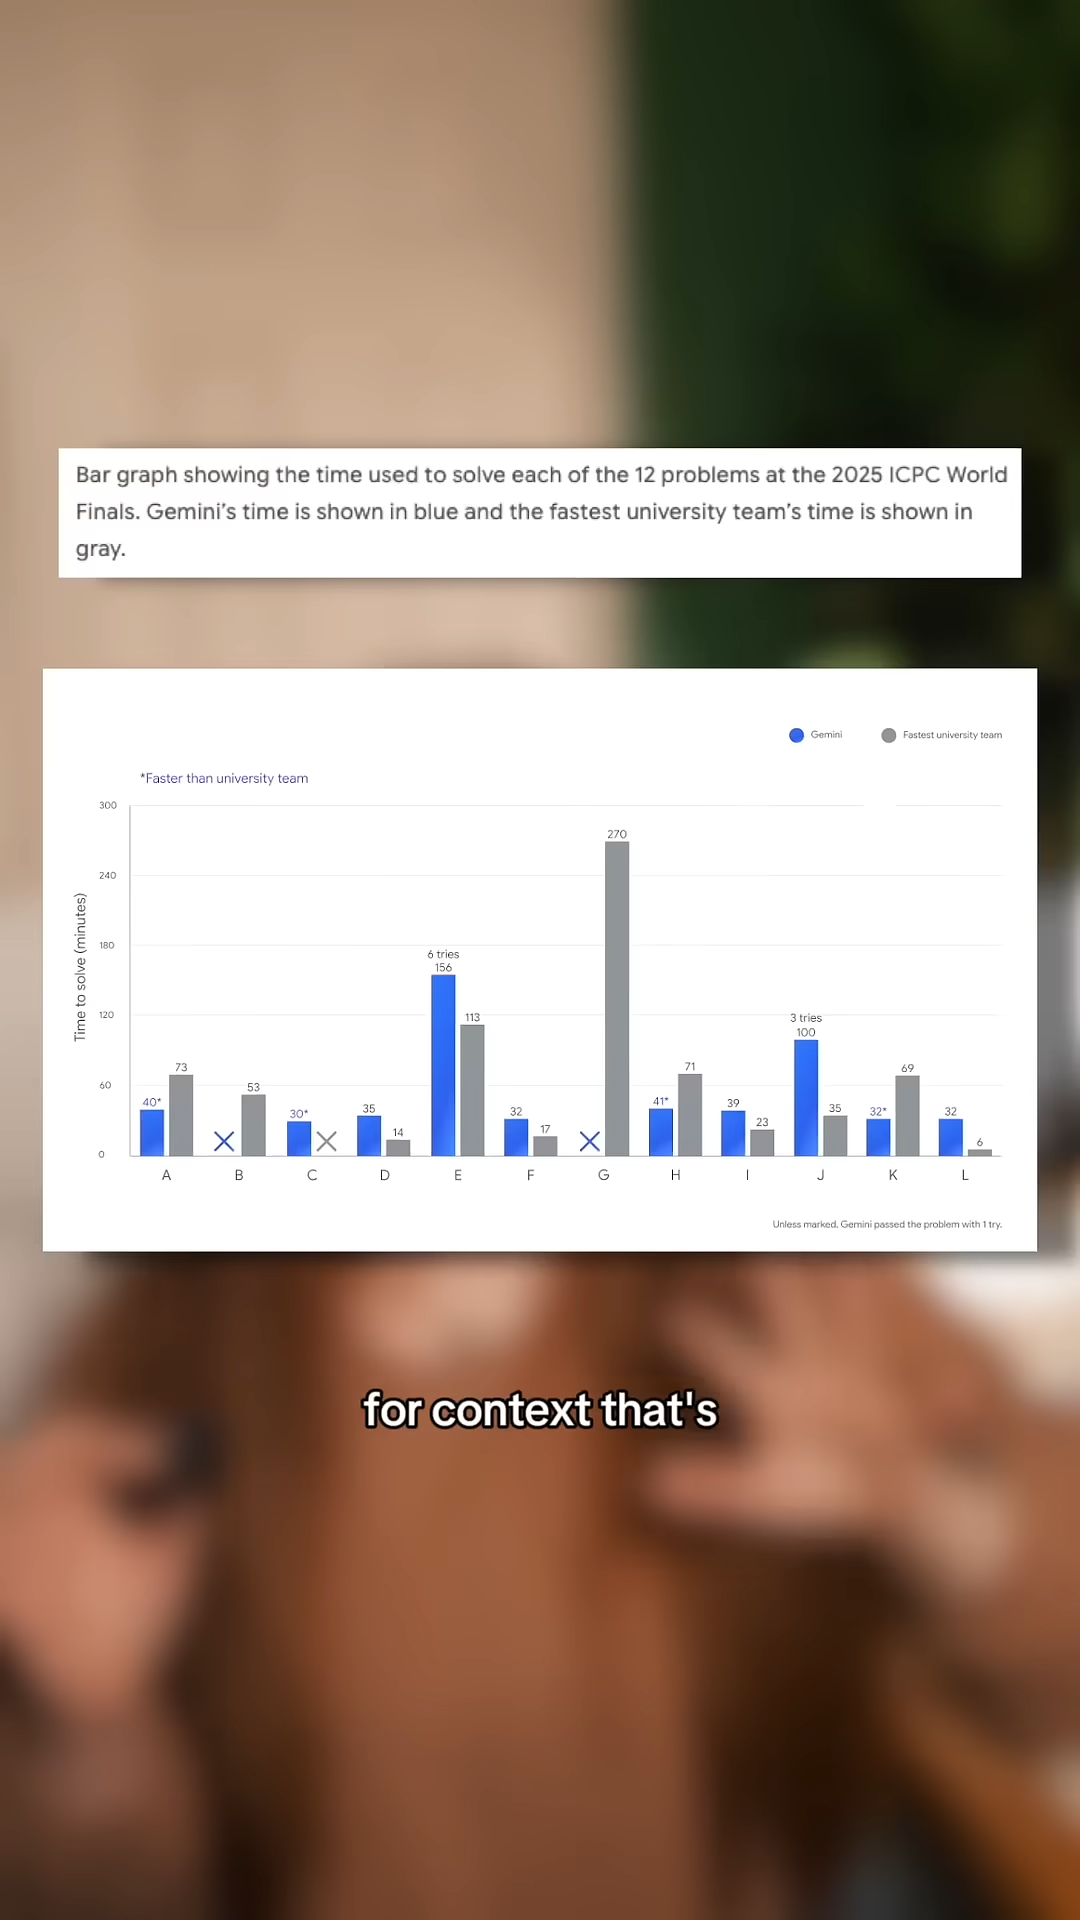 Bar graph showing the time used to solve each of the 12 problems at the 2025 ICPC World
Finals. Gemini's time is shown in blue and the fastest university team's time is shown in
gray.
Gemini
Fastest university team
*Faster than university team
Time to solve (minutes)
300
240
180
120
60
0
40*
73
53
30*
35
14
6 tries
156
113
32
17
270
41*
71
39
23
3 tries
100
35
32*
69
32
6
A B C D E F G H I J K L
Unless marked, Gemini passed the problem with 1 try.
for context that's